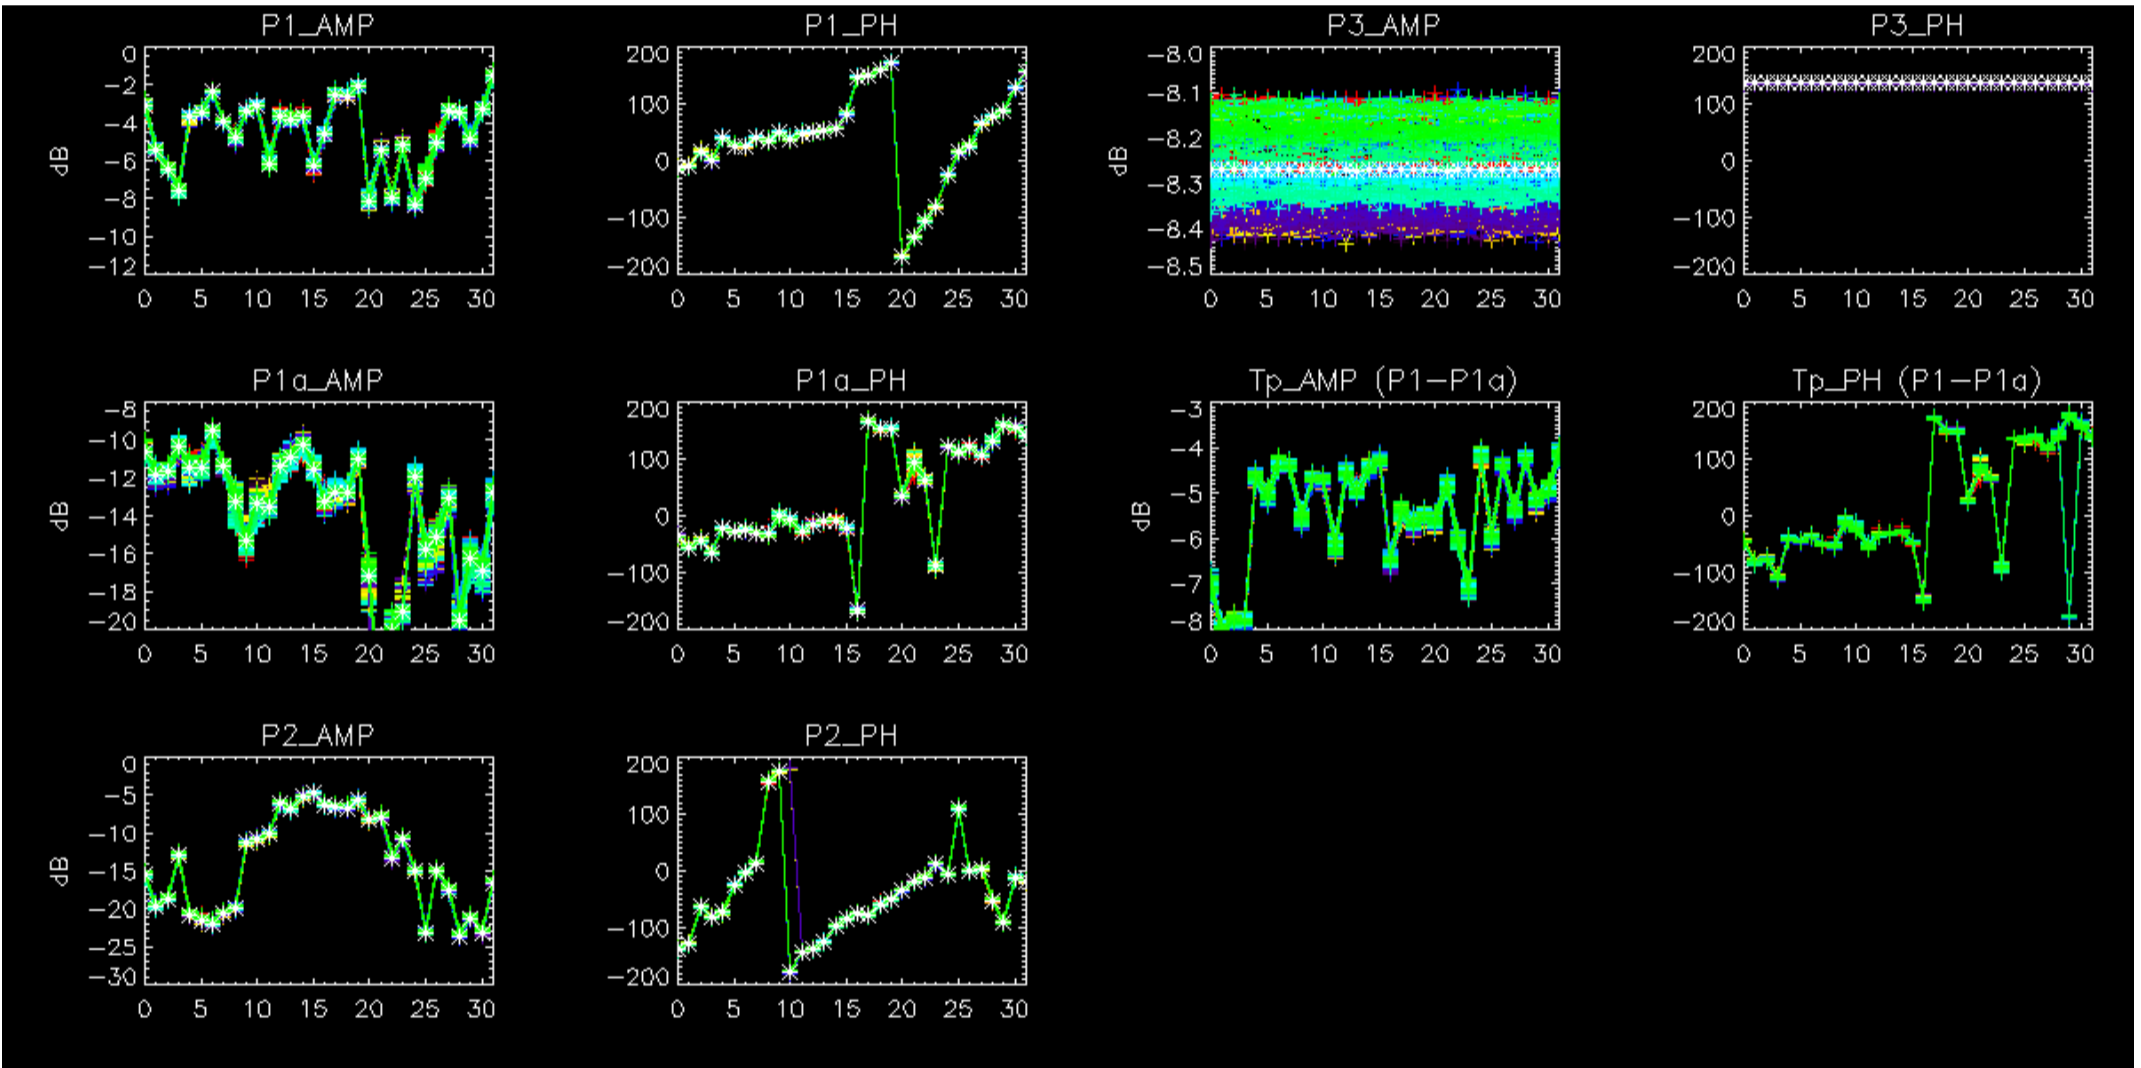 P1_AMP
dB
0
−2
−4
−6
−8
−10
−12
0 5 10 15 20 25 30
P1_PH
200
100
0
−100
−200
0 5 10 15 20 25 30
P3_AMP
dB
−8.0
−8.1
−8.2
−8.3
−8.4
−8.5
0 5 10 15 20 25 30
P3_PH
200
100
0
−100
−200
0 5 10 15 20 25 30
P1a_AMP
dB
−8
−10
−12
−14
−16
−18
−20
0 5 10 15 20 25 30
P1a_PH
200
100
0
−100
−200
0 5 10 15 20 25 30
Tp_AMP (P1−P1a)
dB
−3
−4
−5
−6
−7
−8
0 5 10 15 20 25 30
Tp_PH (P1−P1a)
200
100
0
−100
−200
0 5 10 15 20 25 30
P2_AMP
dB
0
−5
−10
−15
−20
−25
−30
0 5 10 15 20 25 30
P2_PH
200
100
0
−100
−200
0 5 10 15 20 25 30